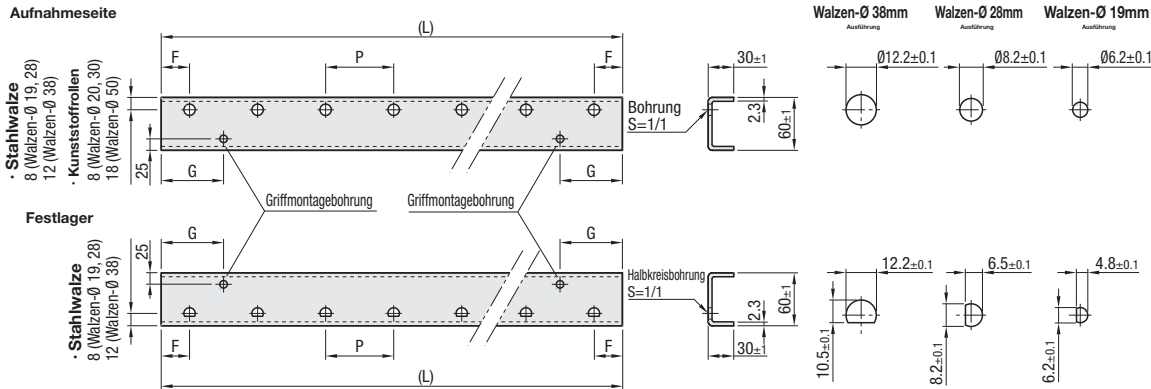 Aufnahmeseite
· Stahlwalze
8 (Walzen-Ø 19, 28)
12 (Walzen-Ø 38)
· Kunststoffrollen
8 (Walzen-Ø 20, 30)
18 (Walzen-Ø 50)
(L)
F
P
F
25
G
G
Bohrung
S=1/1
30±1
2.3
60±1
Walzen-Ø 38mm
Ausführung
Ø12.2±0.1
Walzen-Ø 28mm
Ausführung
Ø8.2±0.1
Walzen-Ø 19mm
Ausführung
Ø6.2±0.1
Griffmontagebohrung
Griffmontagebohrung
Festlager
· Stahlwalze
8 (Walzen-Ø 19, 28)
12 (Walzen-Ø 38)
25
G
G
F
P
F
(L)
Halbkreisbohrung
S=1/1
2.3
60±1
30±1
12.2±0.1
10.5±0.1
6.5±0.1
8.2±0.1
4.8±0.1
6.2±0.1